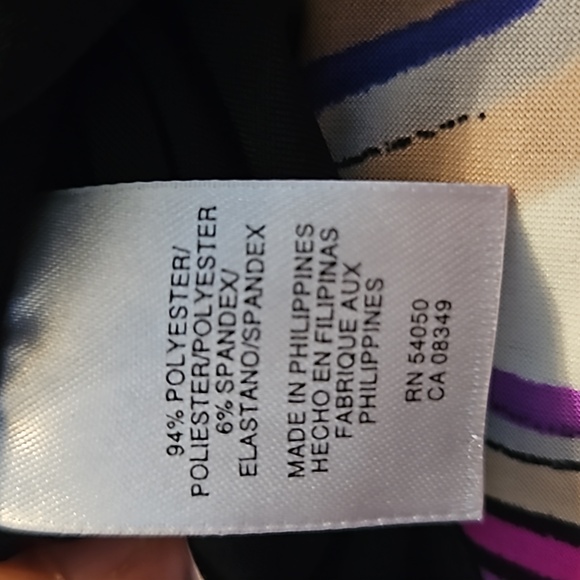 94% POLYESTER/
POLIESTER/POLYESTER
6% SPANDEX/
ELASTANO/SPANDEX
MADE IN PHILIPPINES
HECHO EN FILIPINAS
FABRIQUE AUX
PHILIPPINES
RN 54050
CA 08349